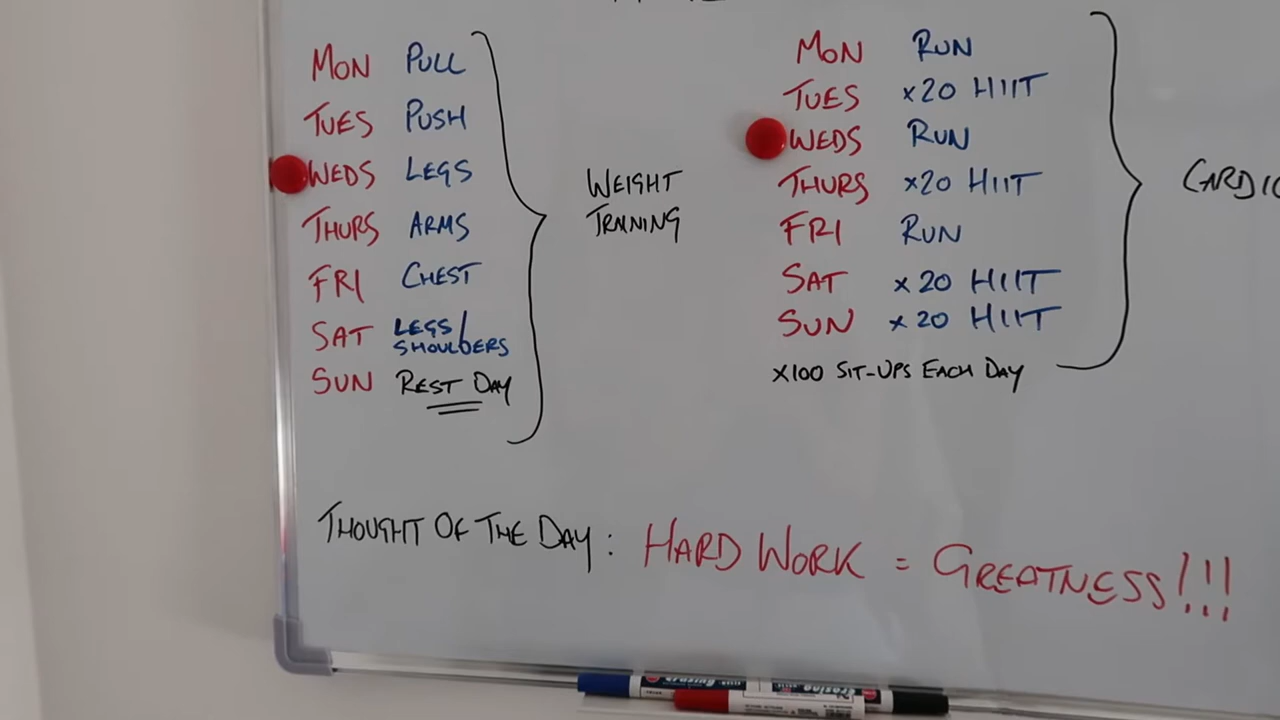 MON PULL
TUES PUSH
WEDS LEGS
THURS ARMS
FRI CHEST
SAT LEGS/
SHOULDERS
SUN REST DAY
WEIGHT
TRAINING
MON RUN
TUES x20 HIIT
WEDS RUN
THURS x20 HIIT
FRI RUN
SAT x20 HIIT
SUN x20 HIIT
x100 SIT-UPS EACH DAY
CARDIO
THOUGHT OF THE DAY: HARD WORK = GREATNESS!!!